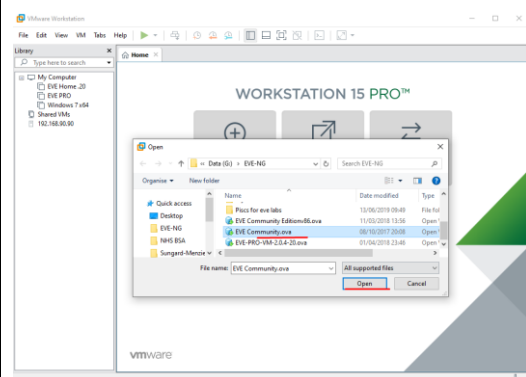 VMware Workstation
File Edit View VM Tabs Help
Library
Home
Type here to search
My Computer
EVE Home .20
EVE PRO
Windows 7 x64
Shared VMs
192.168.90.90
WORKSTATION 15 PRO™
Open
« Data (G:) › EVE-NG
Search EVE-NG
Organise New folder
Name Date modified Type
Quick access
Desktop
EVE-NG
NHS BSA
Sungard-Menzie
Piscs for eve labs 13/06/2019 09:49 File fol
EVE Community Editionx86.ova 11/03/2018 13:56 Open
EVE Community.ova 08/10/2017 20:08 Open
EVE-PRO-VM-2.0.4-20.ova 01/04/2018 23:46 Open
File name: EVE Community.ova All supported files
Open Cancel
vmware